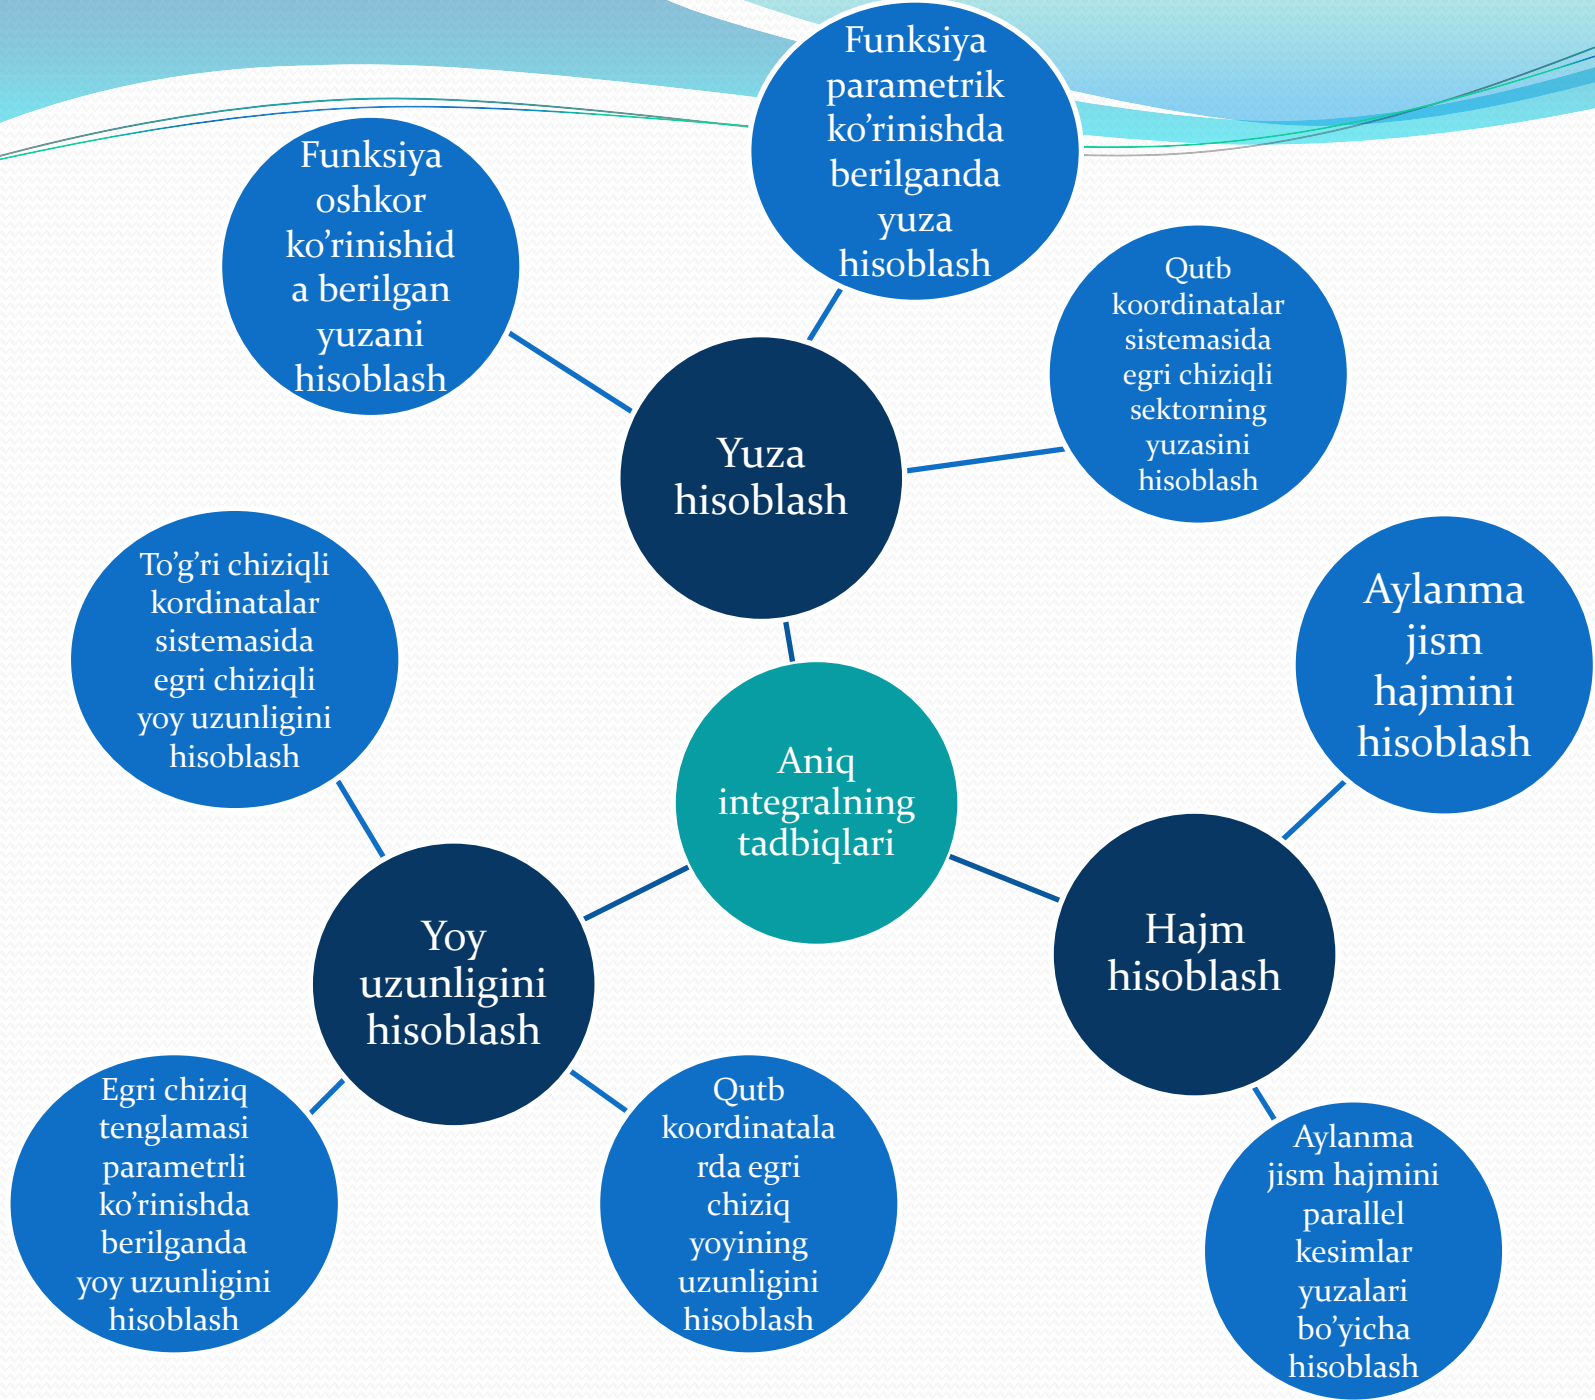 Funksiya
parametrik
ko’rinishda
berilganda
yuza
hisoblash
Funksiya
oshkor
ko’rinishid
a berilgan
yuzani
hisoblash
Qutb
koordinatalar
sistemasida
egri chiziqli
sektorning
yuzasini
hisoblash
Yuza
hisoblash
To’g’ri chiziqli
kordinatalar
sistemasida
egri chiziqli
yoy uzunligini
hisoblash
Aylanma
jism
hajmini
hisoblash
Aniq
integralning
tadbiqlari
Yoy
uzunligini
hisoblash
Hajm
hisoblash
Egri chiziq
tenglamasi
parametrli
ko’rinishda
berilganda
yoy uzunligini
hisoblash
Qutb
koordinatala
rda egri
chiziq
yoyining
uzunligini
hisoblash
Aylanma
jism hajmini
parallel
kesimlar
yuzalari
bo’yicha
hisoblash